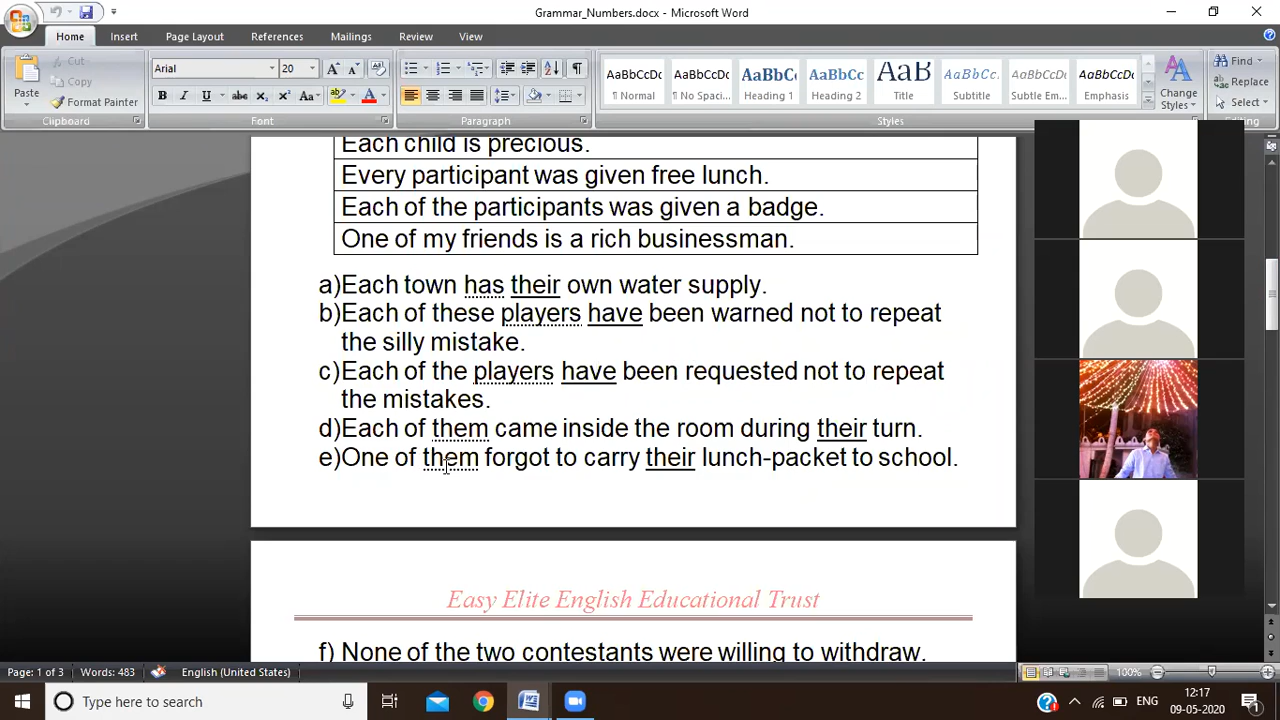 Grammar_Numbers.docx - Microsoft Word
Home Insert Page Layout References Mailings Review View
Paste
Cut
Copy
Format Painter
Clipboard
Arial 20
Font
Paragraph
AaBbCcDc AaBbCcDc AaBbCc AaBbCc AaB AaBbCcL AaBbCcDc AaBbCcDc
¶ Normal ¶ No Spaci... Heading 1 Heading 2 Title Subtitle Subtle Em... Emphasis
Change Styles
Styles
Find
Replace
Select
Editing
Each child is precious.
Every participant was given free lunch.
Each of the participants was given a badge.
One of my friends is a rich businessman.
a)Each town has their own water supply.
b)Each of these players have been warned not to repeat
the silly mistake.
c)Each of the players have been requested not to repeat
the mistakes.
d)Each of them came inside the room during their turn.
e)One of them forgot to carry their lunch-packet to school.
Easy Elite English Educational Trust
f) None of the two contestants were willing to withdraw.
Page: 1 of 3 Words: 483 English (United States) 100%
Type here to search
ENG
12:17
09-05-2020